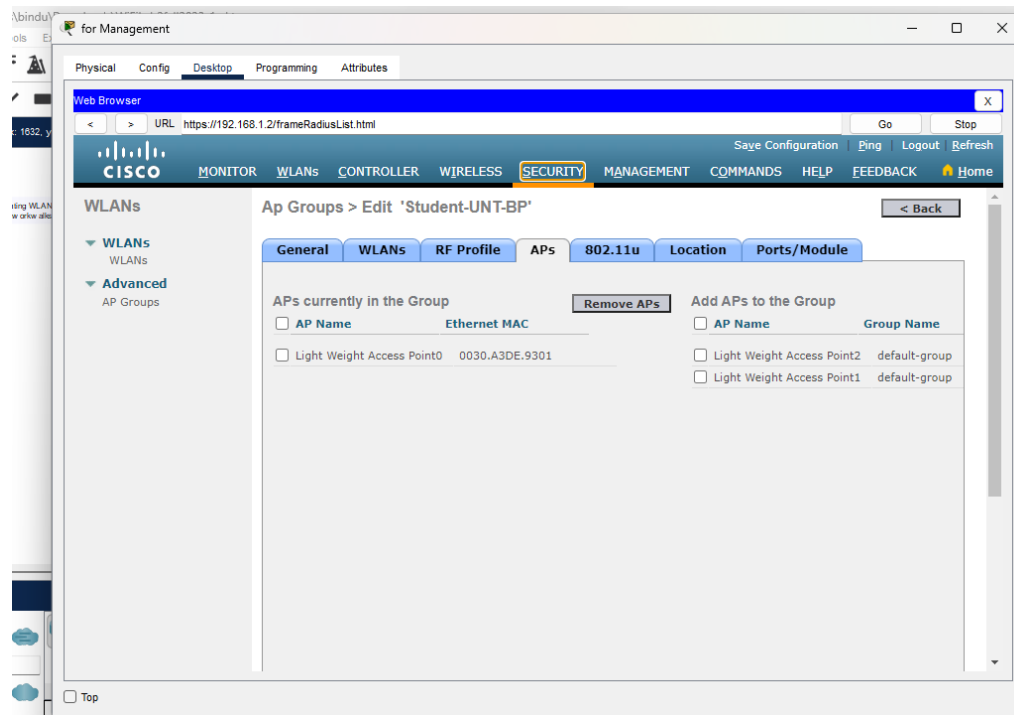 \bindu\
for Management
ols
Physical Config Desktop Programming Attributes
Web Browser X
< > URL https://192.168.1.2/frameRadiusList.html Go Stop
: 1632, y
Save Configuration | Ping | Logout | Refresh
CISCO MONITOR WLANs CONTROLLER WIRELESS SECURITY MANAGEMENT COMMANDS HELP FEEDBACK Home
WLANs
Ap Groups > Edit 'Student-UNT-BP'
< Back
WLANs
WLANs
Advanced
AP Groups
General WLANs RF Profile APs 802.11u Location Ports/Module
APs currently in the Group Remove APs Add APs to the Group
AP Name Ethernet MAC AP Name Group Name
Light Weight Access Point0 0030.A3DE.9301 Light Weight Access Point2 default-group
Light Weight Access Point1 default-group
Top